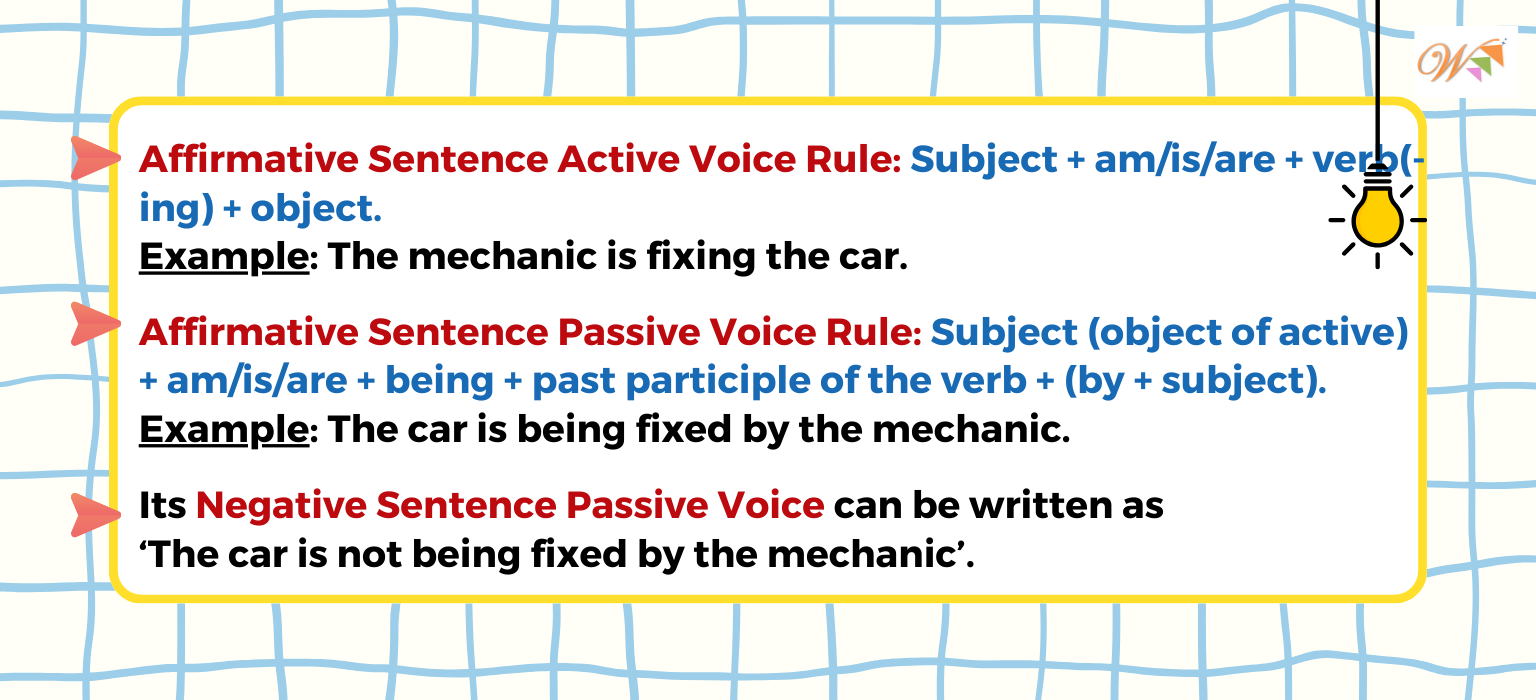 Affirmative Sentence Active Voice Rule: Subject + am/is/are + verb(-
ing) + object.
Example: The mechanic is fixing the car.
Affirmative Sentence Passive Voice Rule: Subject (object of active)
+ am/is/are + being + past participle of the verb + (by + subject).
Example: The car is being fixed by the mechanic.
Its Negative Sentence Passive Voice can be written as
‘The car is not being fixed by the mechanic’.
W